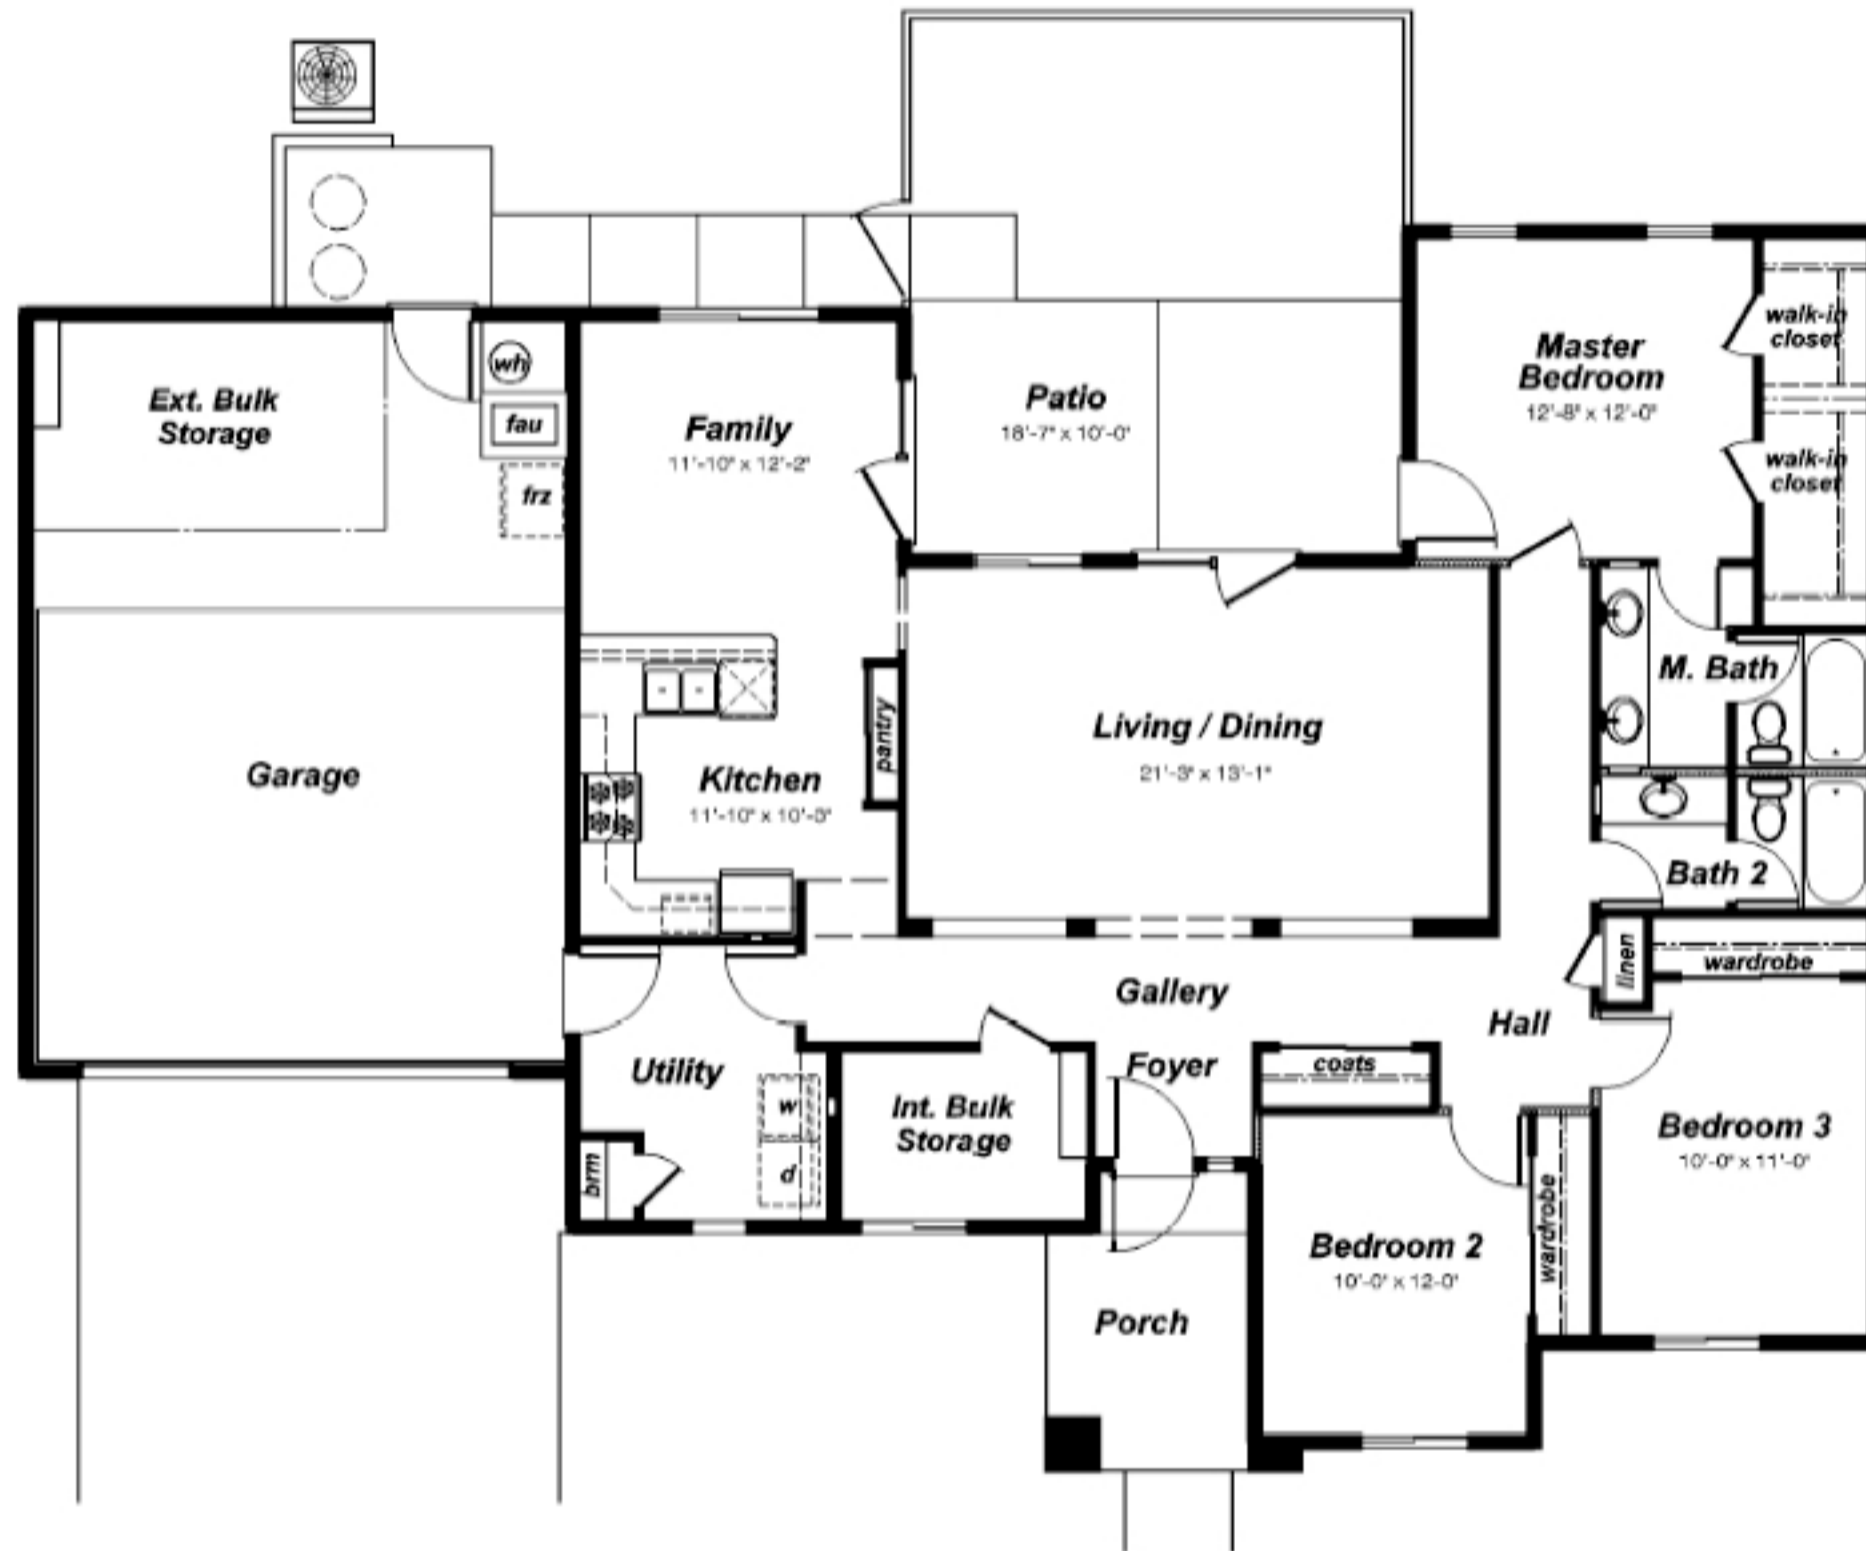 Ext. Bulk
Storage
wh
fau
frz
Family
11'-10" x 12'-2"
Patio
18'-7" x 10'-0"
Master
Bedroom
12'-8" x 12'-0"
walk-in
closet
walk-in
closet
Garage
Kitchen
11'-10" x 10'-3"
pantry
Living / Dining
21'-3" x 13'-1"
M. Bath
Bath 2
linen
wardrobe
Gallery
Hall
Foyer
coats
Utility
w
d
brm
Int. Bulk
Storage
Bedroom 3
10'-0" x 11'-0"
Bedroom 2
10'-0" x 12-0"
wardrobe
Porch